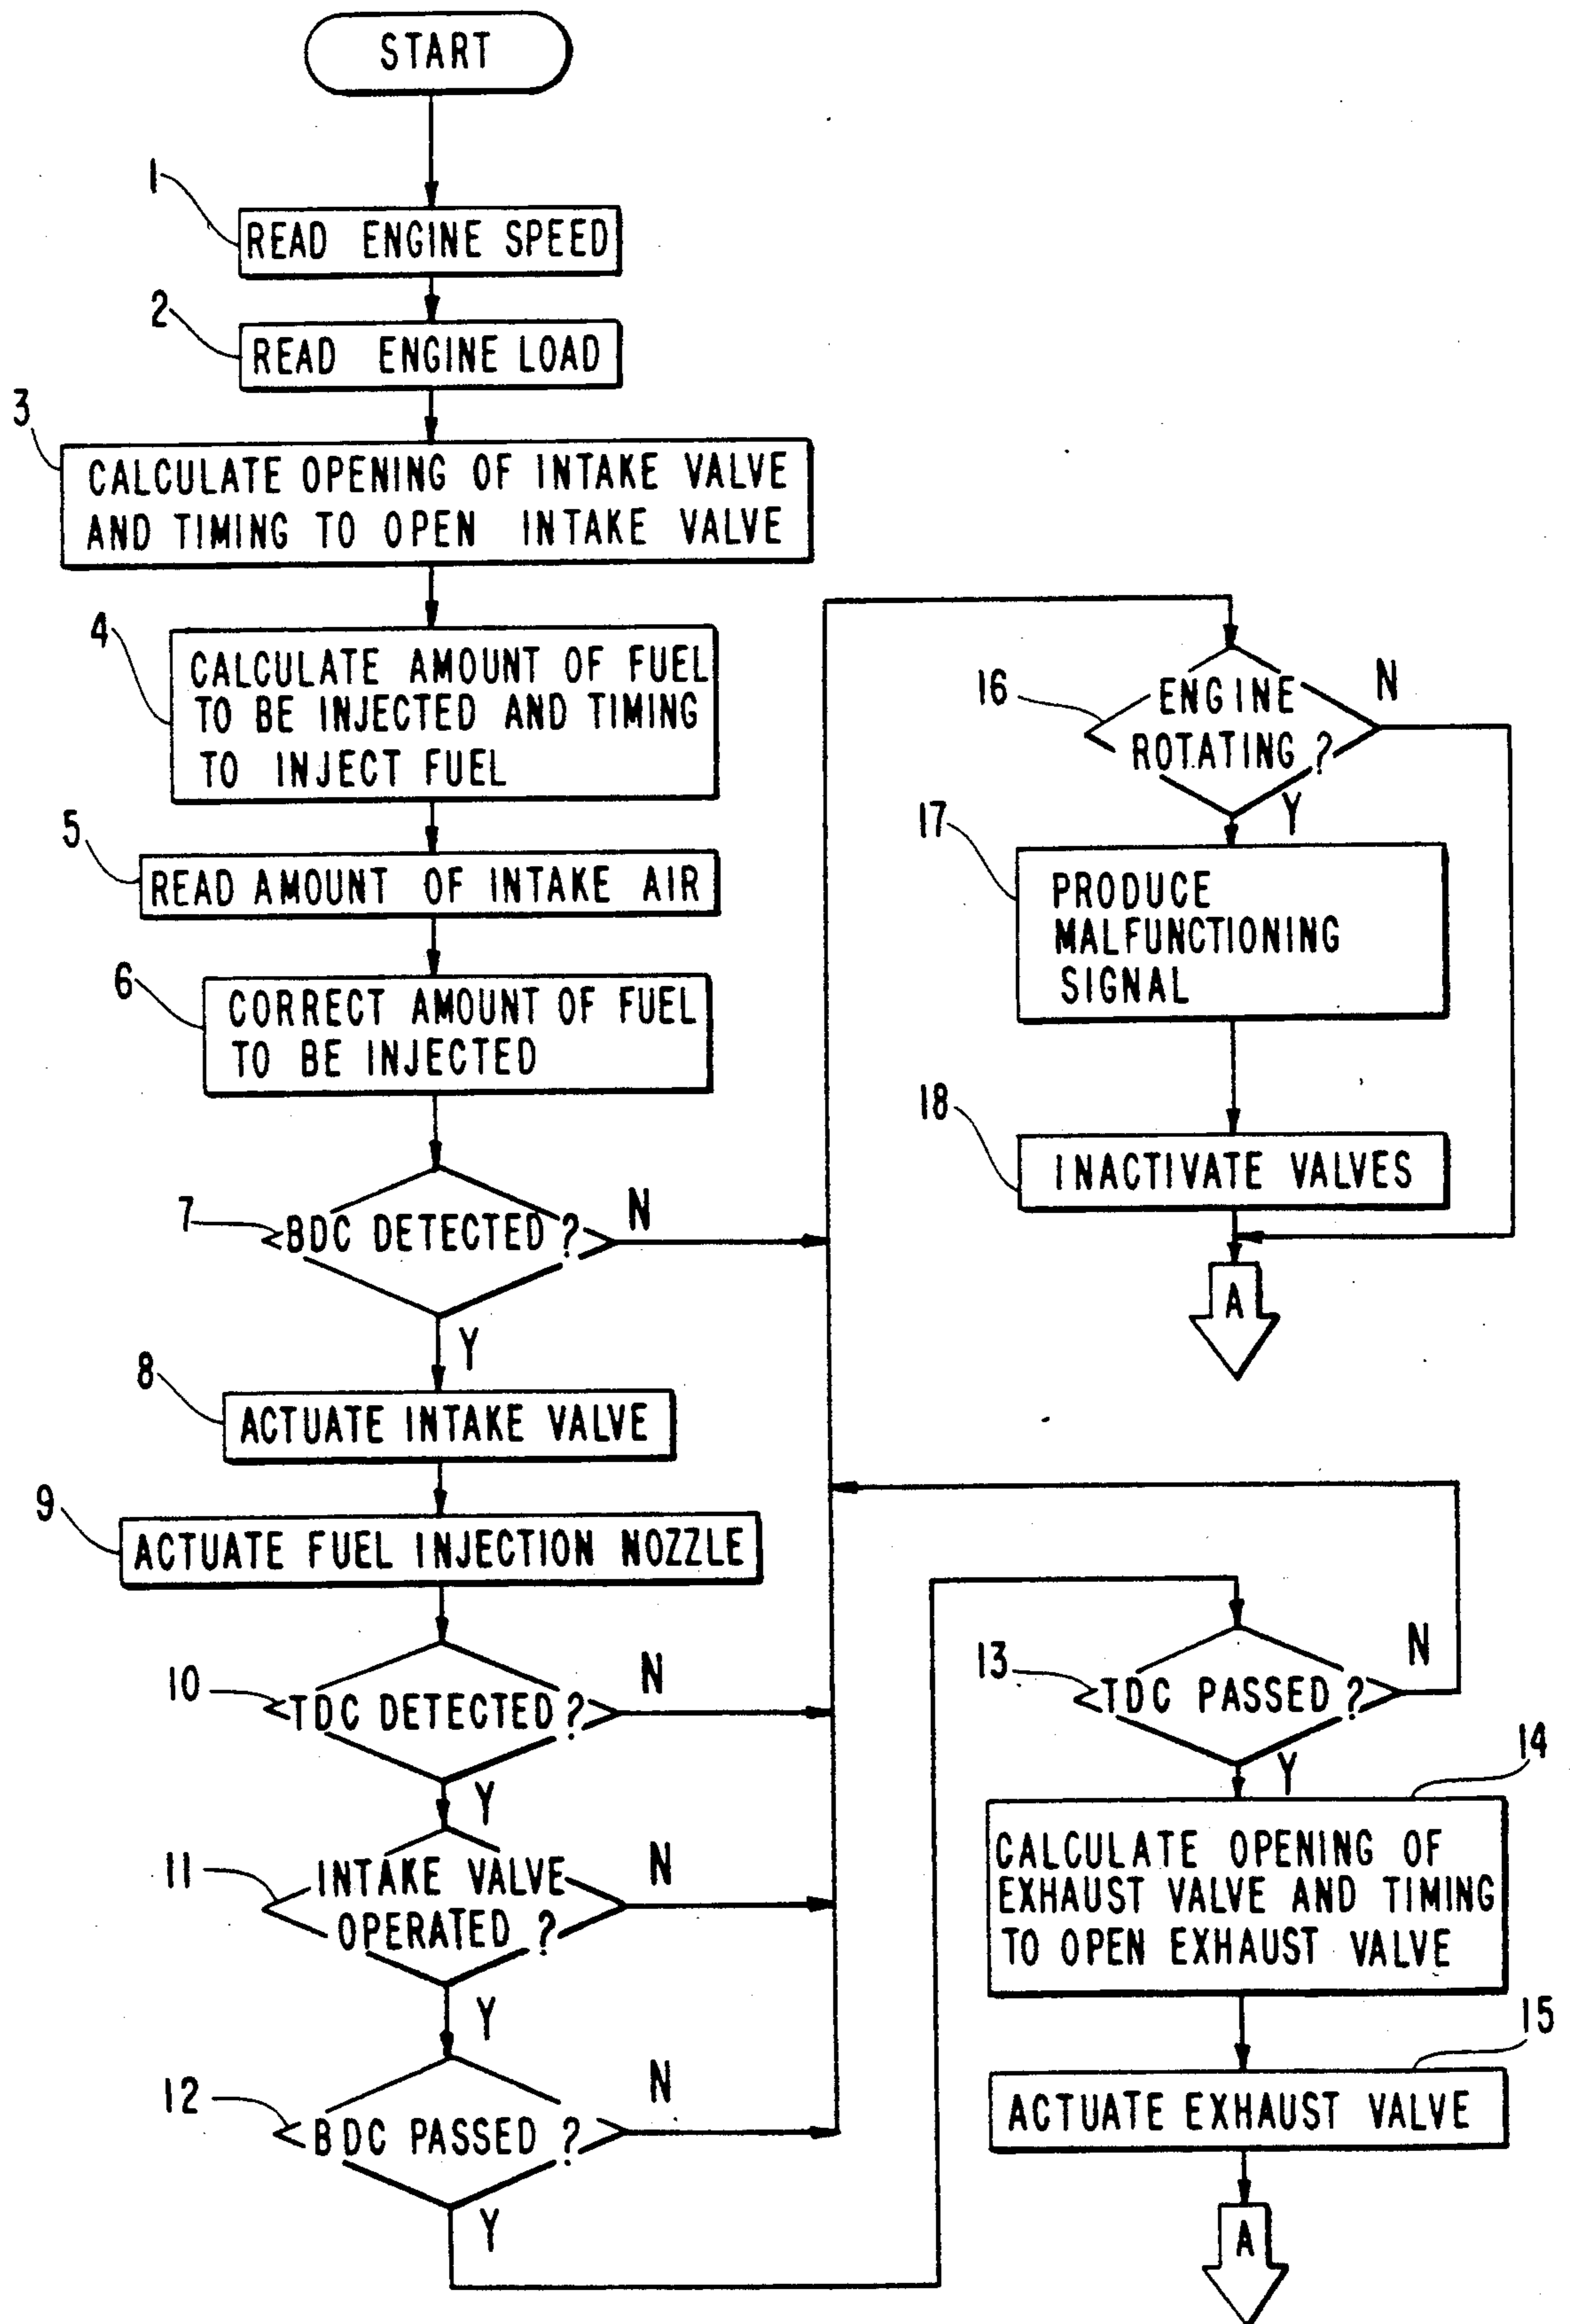 START
1
READ ENGINE SPEED
2
READ ENGINE LOAD
3
CALCULATE OPENING OF INTAKE VALVE
AND TIMING TO OPEN INTAKE VALVE
4
CALCULATE AMOUNT OF FUEL
TO BE INJECTED AND TIMING
TO INJECT FUEL
5
READ AMOUNT OF INTAKE AIR
6
CORRECT AMOUNT OF FUEL
TO BE INJECTED
7
BDC DETECTED ?
N
Y
8
ACTUATE INTAKE VALVE
9
ACTUATE FUEL INJECTION NOZZLE
10
TDC DETECTED ?
N
Y
11
INTAKE VALVE
OPERATED ?
N
Y
12
BDC PASSED ?
N
Y
16
ENGINE
ROTATING ?
N
Y
17
PRODUCE
MALFUNCTIONING
SIGNAL
18
INACTIVATE VALVES
A
13
TDC PASSED ?
N
Y
14
CALCULATE OPENING OF
EXHAUST VALVE AND TIMING
TO OPEN EXHAUST VALVE
15
ACTUATE EXHAUST VALVE
A